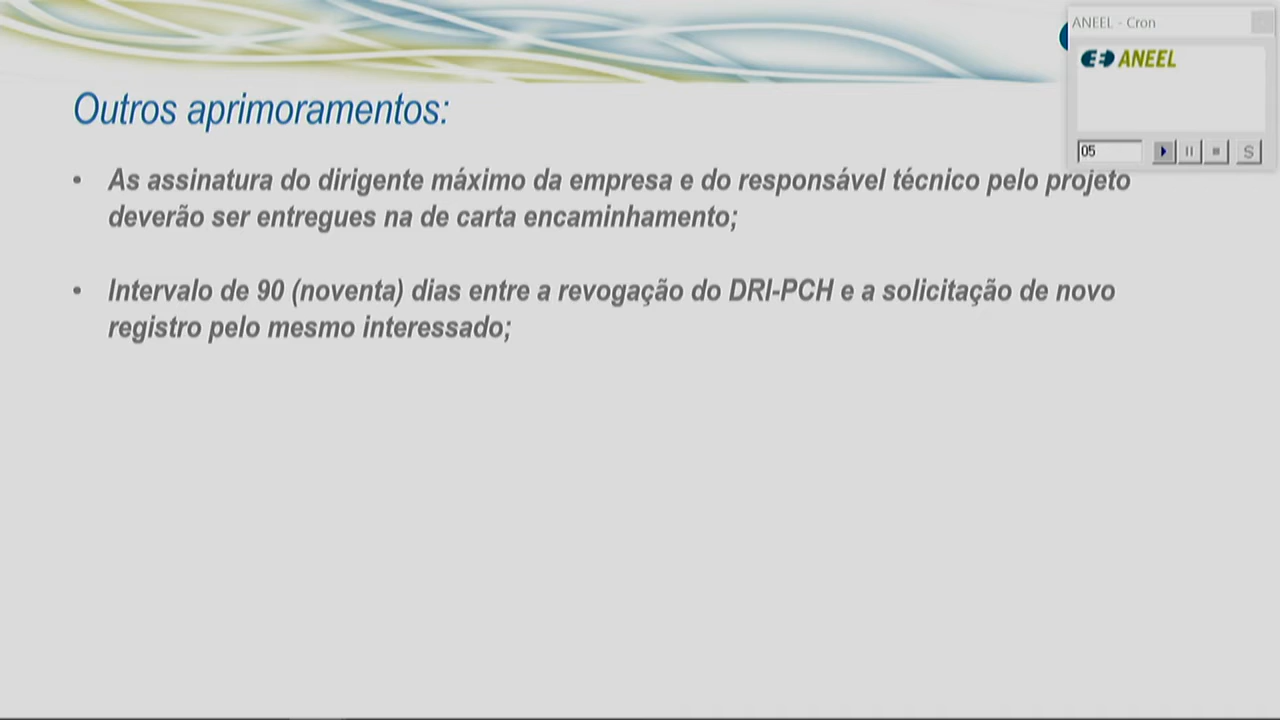 ANEEL - Cron
ANEEL
05
S
Outros aprimoramentos:
• As assinatura do dirigente máximo da empresa e do responsável técnico pelo projeto
deverão ser entregues na de carta encaminhamento;
• Intervalo de 90 (noventa) dias entre a revogação do DRI-PCH e a solicitação de novo
registro pelo mesmo interessado;